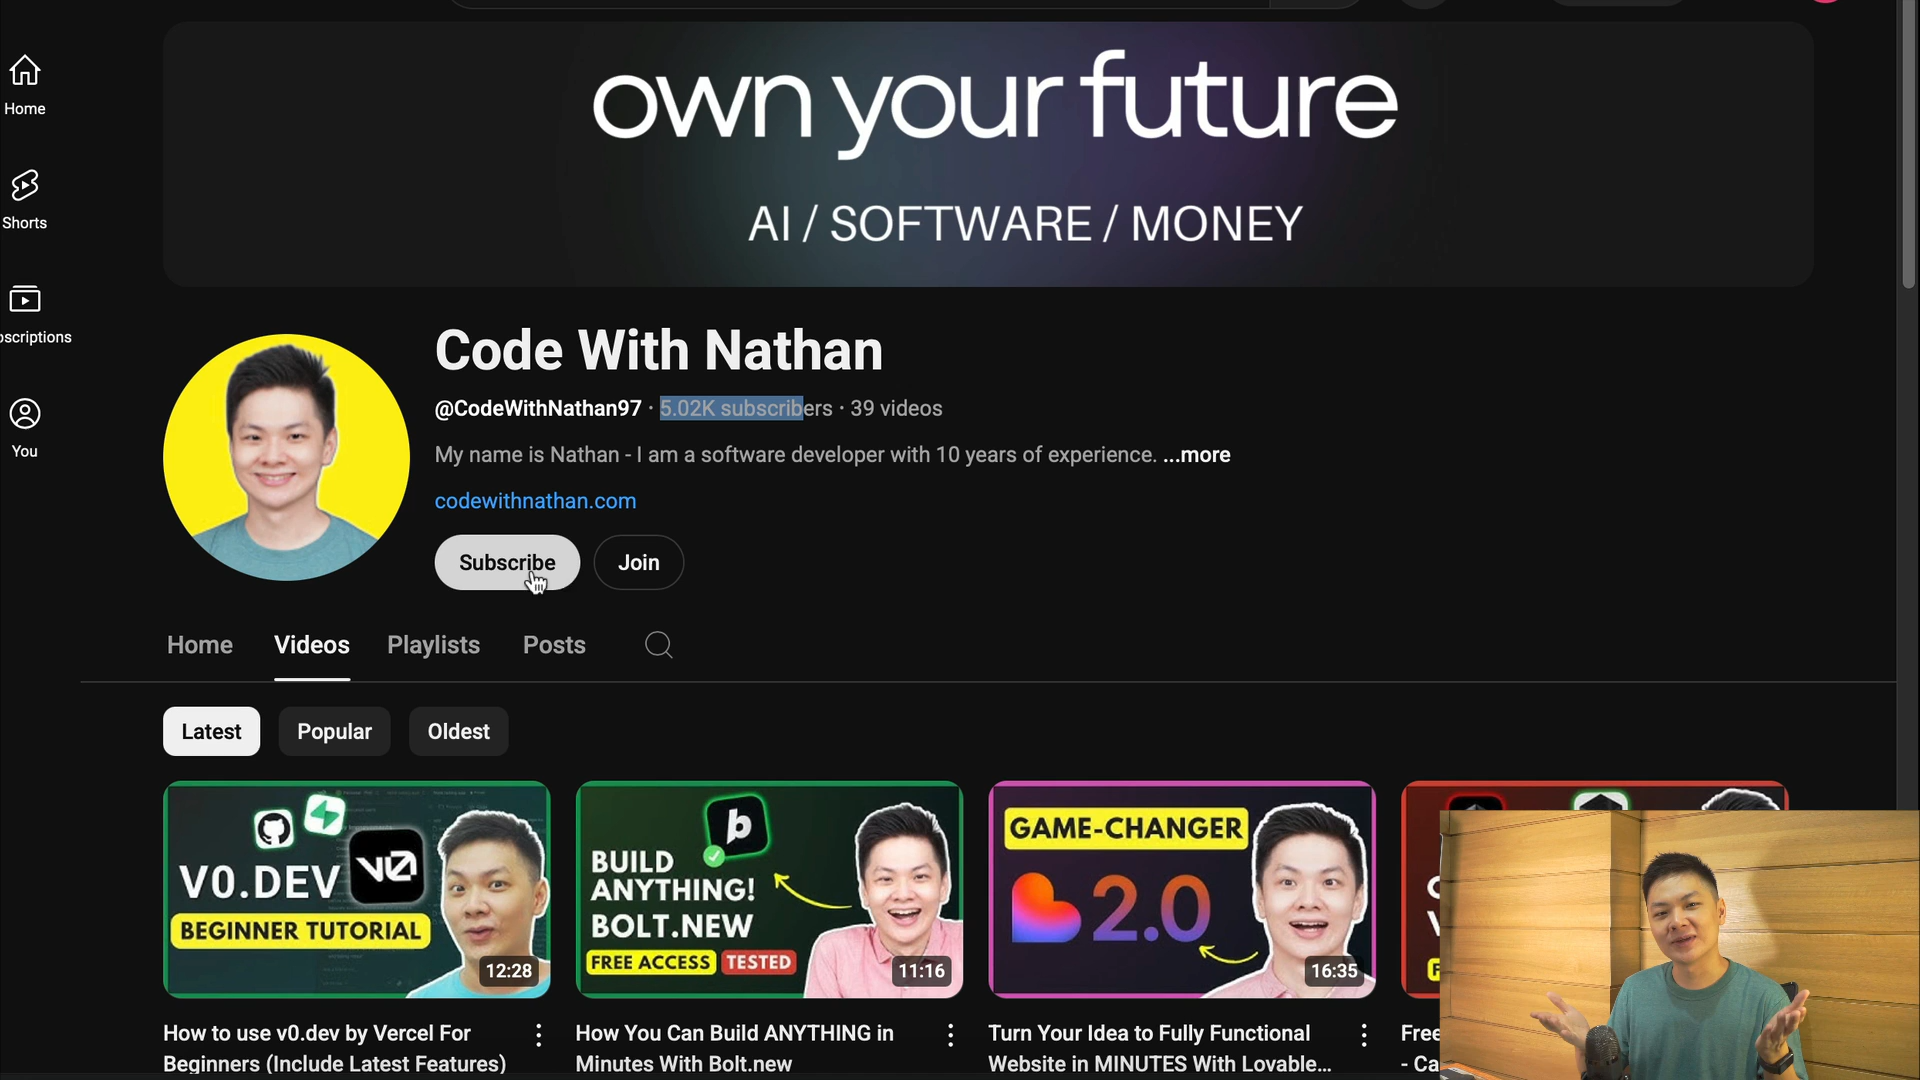 own your future
AI / SOFTWARE / MONEY
Home
Shorts
bscriptions
You
Code With Nathan
@CodeWithNathan97 · 5.02K subscribers · 39 videos
My name is Nathan - I am a software developer with 10 years of experience. ...more
codewithnathan.com
Subscribe
Join
Home
Videos
Playlists
Posts
Latest
Popular
Oldest
V0.DEV
v0
BEGINNER TUTORIAL
12:28
b
BUILD
ANYTHING!
BOLT.NEW
FREE ACCESS
TESTED
11:16
GAME-CHANGER
2.0
16:35
How to use v0.dev by Vercel For
Beginners (Include Latest Features)
How You Can Build ANYTHING in
Minutes With Bolt.new
Turn Your Idea to Fully Functional
Website in MINUTES With Lovable...
Free
- Ca